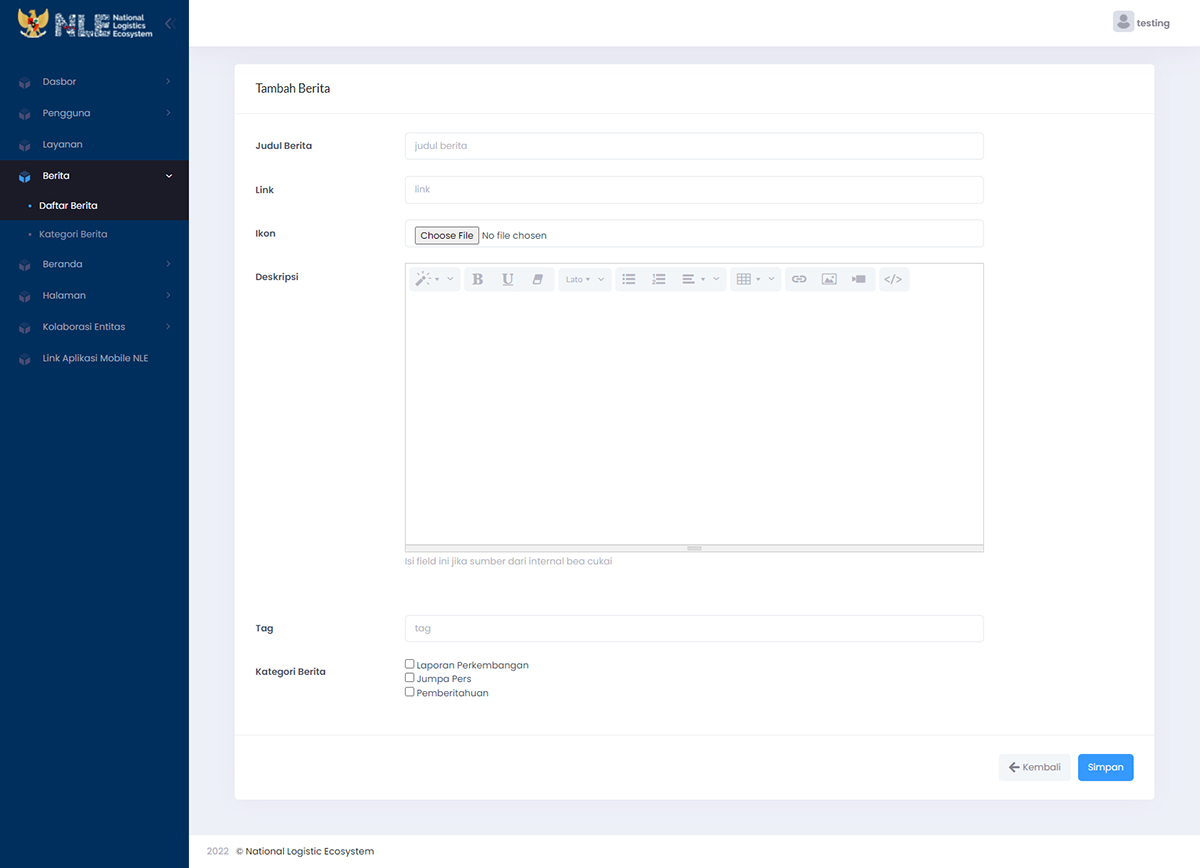 NLE National
Logistics
Ecosystem
testing
Dasbor
Pengguna
Layanan
Berita
Daftar Berita
Kategori Berita
Beranda
Halaman
Kolaborasi Entitas
Link Aplikasi Mobile NLE
Tambah Berita
Judul Berita
judul berita
Link
link
Ikon
Choose File No file chosen
Deskripsi
B U Lato </>
Isi field ini jika sumber dari internal bea cukai
Tag
tag
Kategori Berita
Laporan Perkembangan
Jumpa Pers
Pemberitahuan
Kembali
Simpan
2022 © National Logistic Ecosystem